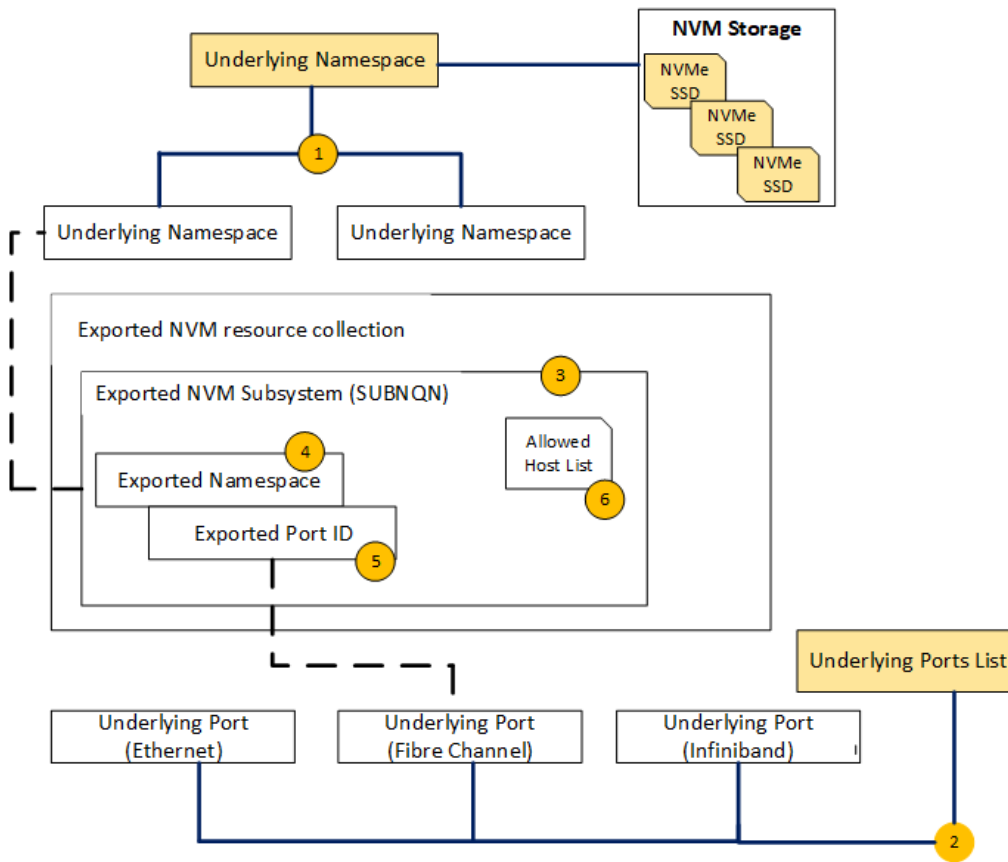 NVM Storage
Underlying Namespace
NVMe
SSD
NVMe
SSD
NVMe
SSD
1
Underlying Namespace
Underlying Namespace
Exported NVM resource collection
3
Exported NVM Subsystem (SUBNQN)
Allowed
Host List
4
Exported Namespace
6
Exported Port ID
5
Underlying Ports List
Underlying Port
(Ethernet)
Underlying Port
(Fibre Channel)
Underlying Port
(Infiniband)
2